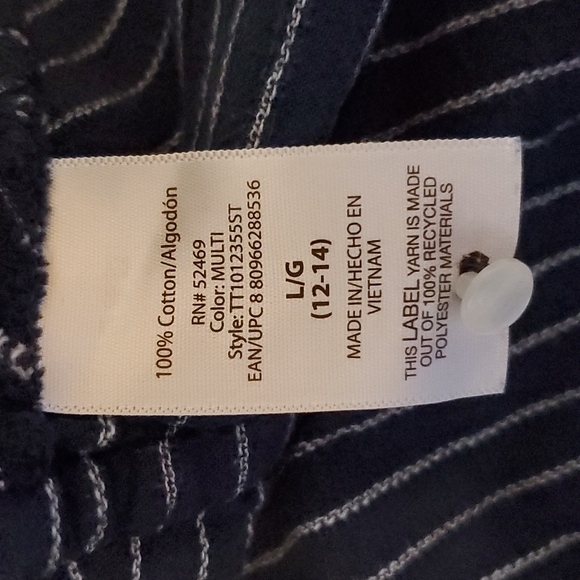 100% Cotton/Algodón
RN# 52469
Color: MULTI
Style: TT1012355ST
EAN/UPC 8 80966288536
L/G
(12-14)
MADE IN/HECHO EN
VIETNAM
THIS LABEL YARN IS MADE
OUT OF 100% RECYCLED
POLYESTER MATERIALS